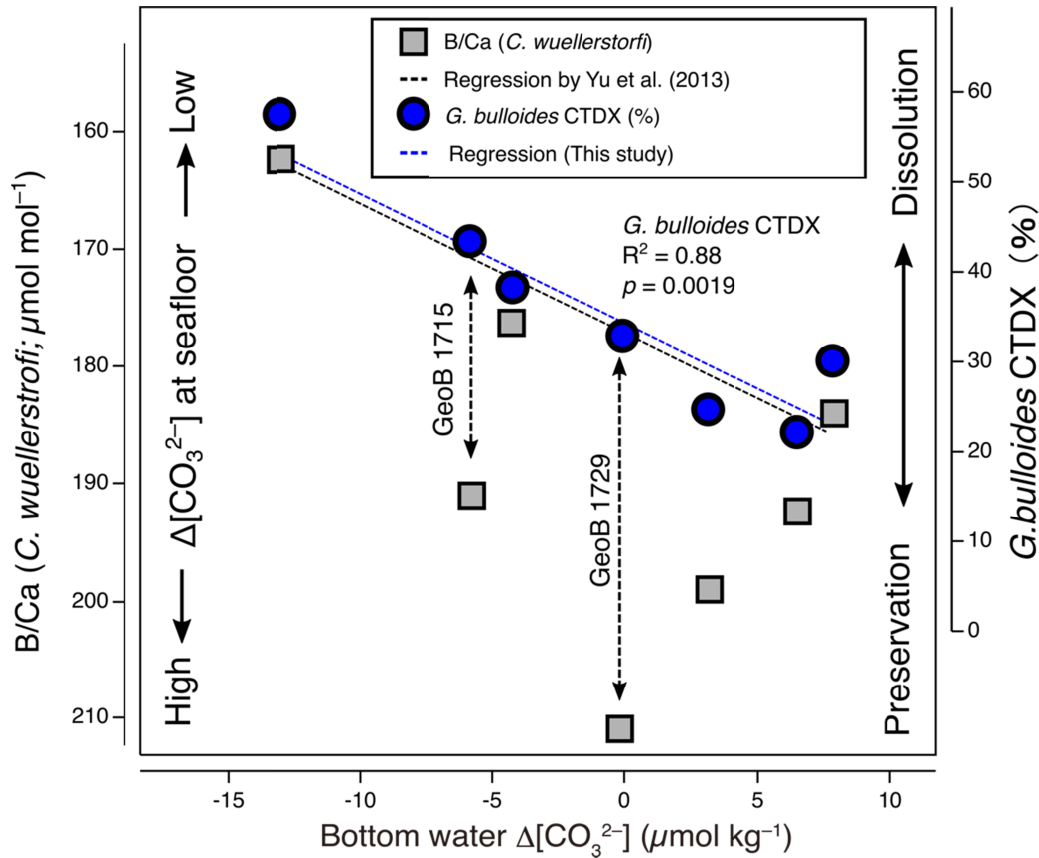 B/Ca (C. wuellerstorfi)
Regression by Yu et al. (2013)
G. bulloides CTDX (%)
Regression (This study)
G. bulloides CTDX
R² = 0.88
p = 0.0019
B/Ca (C. wuellerstrofi; µmol mol⁻¹)
160
170
180
190
200
210
Low
Δ[CO₃²⁻] at seafloor
High
GeoB 1715
GeoB 1729
Dissolution
Preservation
60
50
40
30
20
10
0
G.bulloides CTDX (%)
-15
-10
-5
0
5
10
Bottom water Δ[CO₃²⁻] (µmol kg⁻¹)